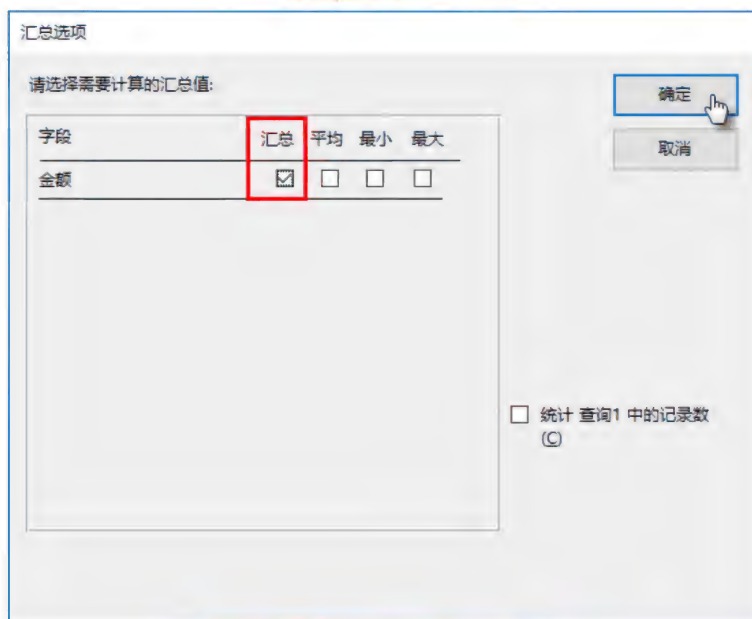 汇总选项
请选择需要计算的汇总值:
确定
字段 汇总 平均 最小 最大
取消
金额
统计 查询1 中的记录数
(C)